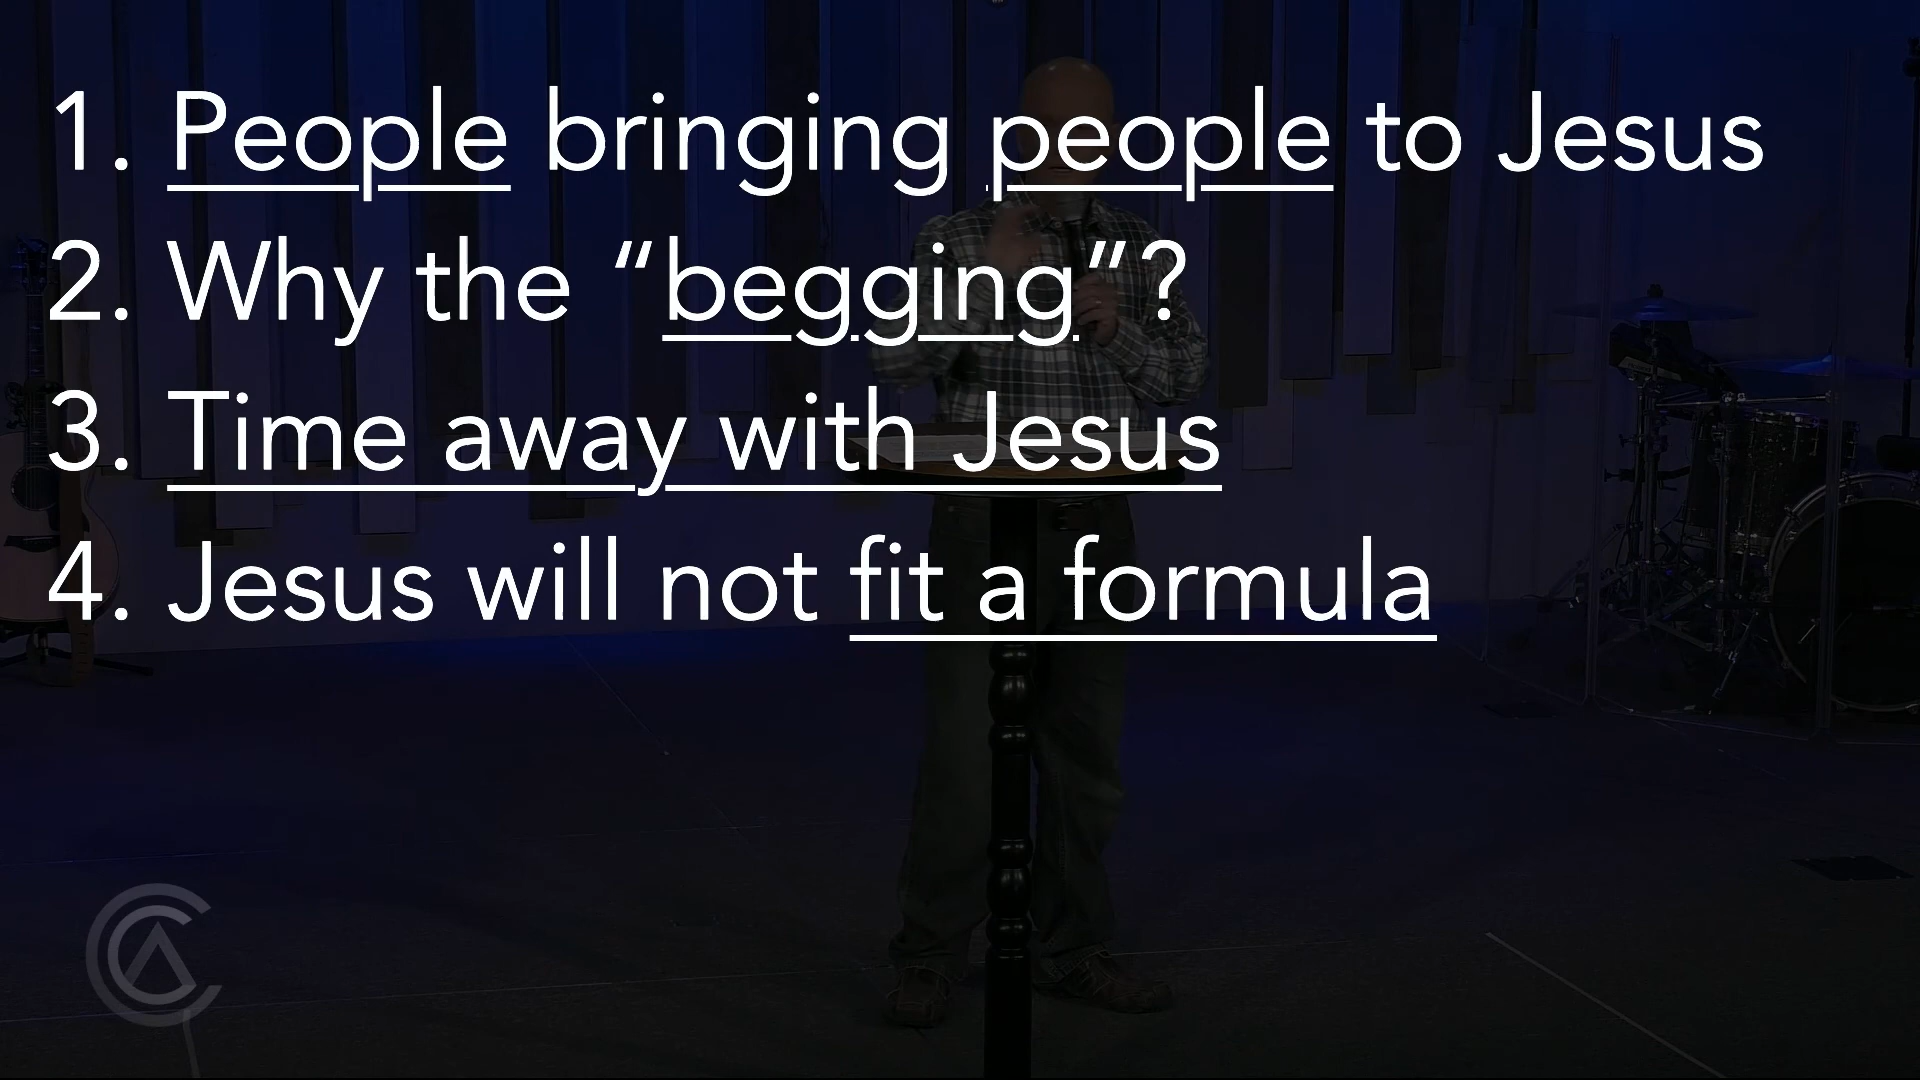 1. People bringing people to Jesus
2. Why the “begging”?
3. Time away with Jesus
4. Jesus will not fit a formula